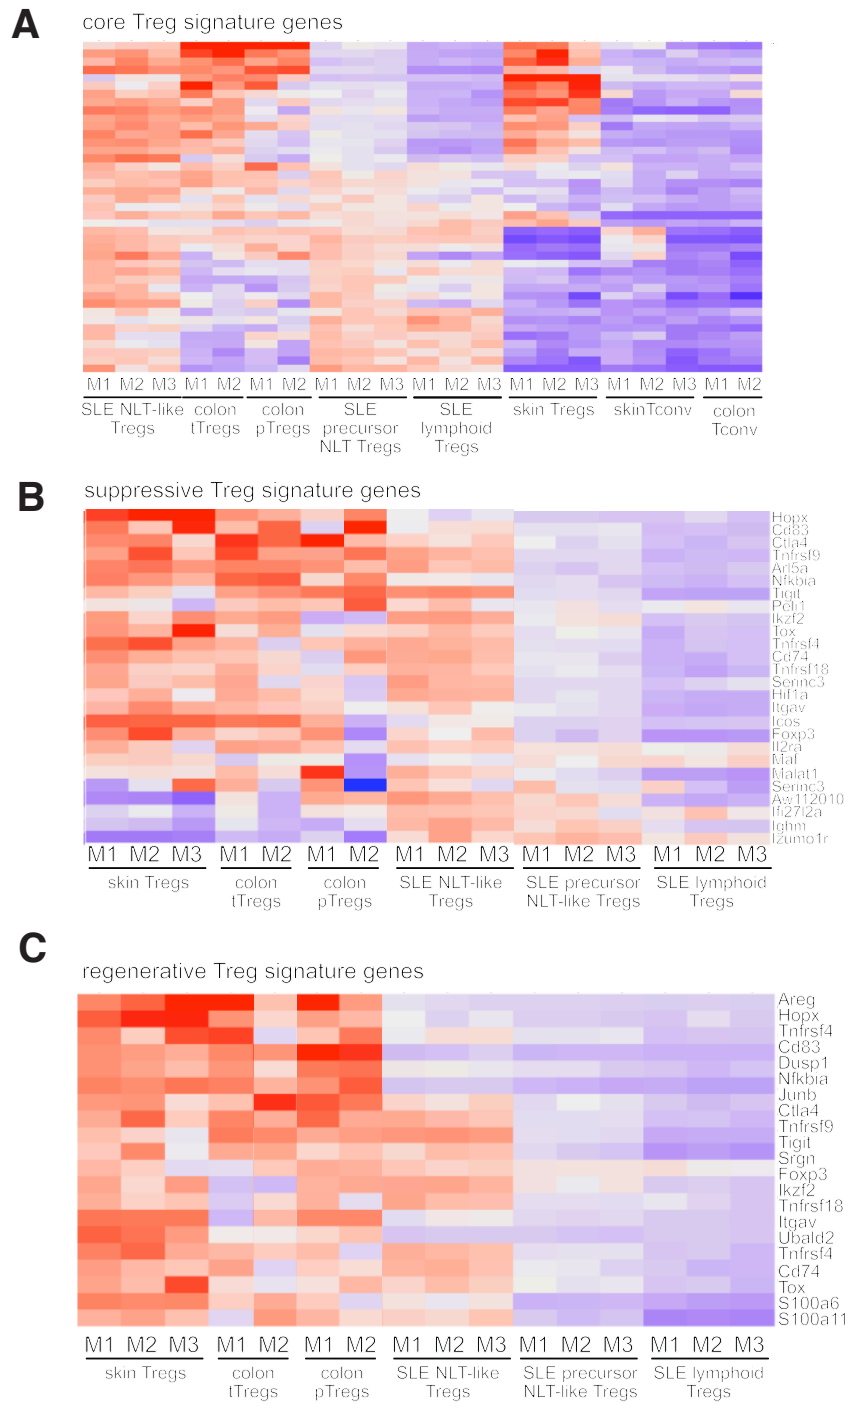 A
core Treg signature genes
M1 M2 M3 M1 M2 M1 M2 M1 M2 M3 M1 M2 M3 M1 M2 M3 M1 M2 M3 M1 M2
SLE NLT-like Tregs
colon tTregs
colon pTregs
SLE precursor NLT Tregs
SLE lymphoid Tregs
skin Tregs
skinTconv
colon Tconv
B
suppressive Treg signature genes
Hopx
Cd83
Ctla4
Tnfrsf9
Arl5a
Nfkbia
Tigit
Peli1
Ikzf2
Tox
Tnfrsf4
Cd74
Tnfrsf18
Serinc3
Hif1a
Itgav
Icos
Foxp3
Il2ra
Maf
Malat1
Serinc3
Aw112010
Ifi27l2a
Ighm
Izumo1r
M1 M2 M3 M1 M2 M1 M2 M1 M2 M3 M1 M2 M3 M1 M2 M3
skin Tregs
colon tTregs
colon pTregs
SLE NLT-like Tregs
SLE precursor NLT-like Tregs
SLE lymphoid Tregs
C
regenerative Treg signature genes
Areg
Hopx
Tnfrsf4
Cd83
Dusp1
Nfkbia
Junb
Ctla4
Tnfrsf9
Tigit
Srgn
Foxp3
Ikzf2
Tnfrsf18
Itgav
Ubald2
Tnfrsf4
Cd74
Tox
S100a6
S100a11
M1 M2 M3 M1 M2 M1 M2 M1 M2 M3 M1 M2 M3 M1 M2 M3
skin Tregs
colon tTregs
colon pTregs
SLE NLT-like Tregs
SLE precursor NLT-like Tregs
SLE lymphoid Tregs